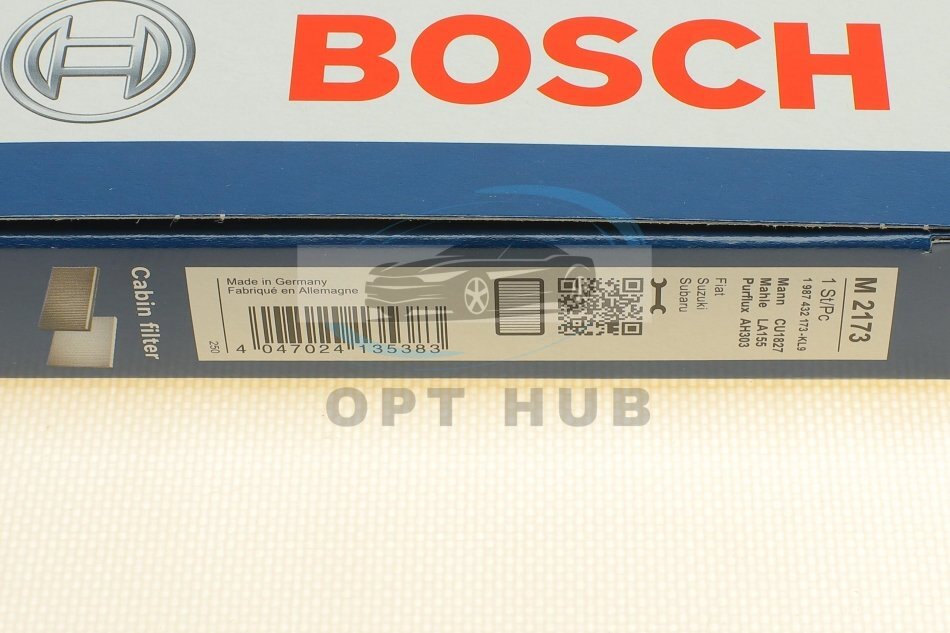 BOSCH
Cabin filter
Made in Germany
Fabriqué en Allemagne
4 047024 135383
250
Fiat
Suzuki
Subaru
M 2173
1 St/Pc
1 987 432 173-KL9
Mann CU1827
Mahle LA155
Purflux AH303
OPT HUB